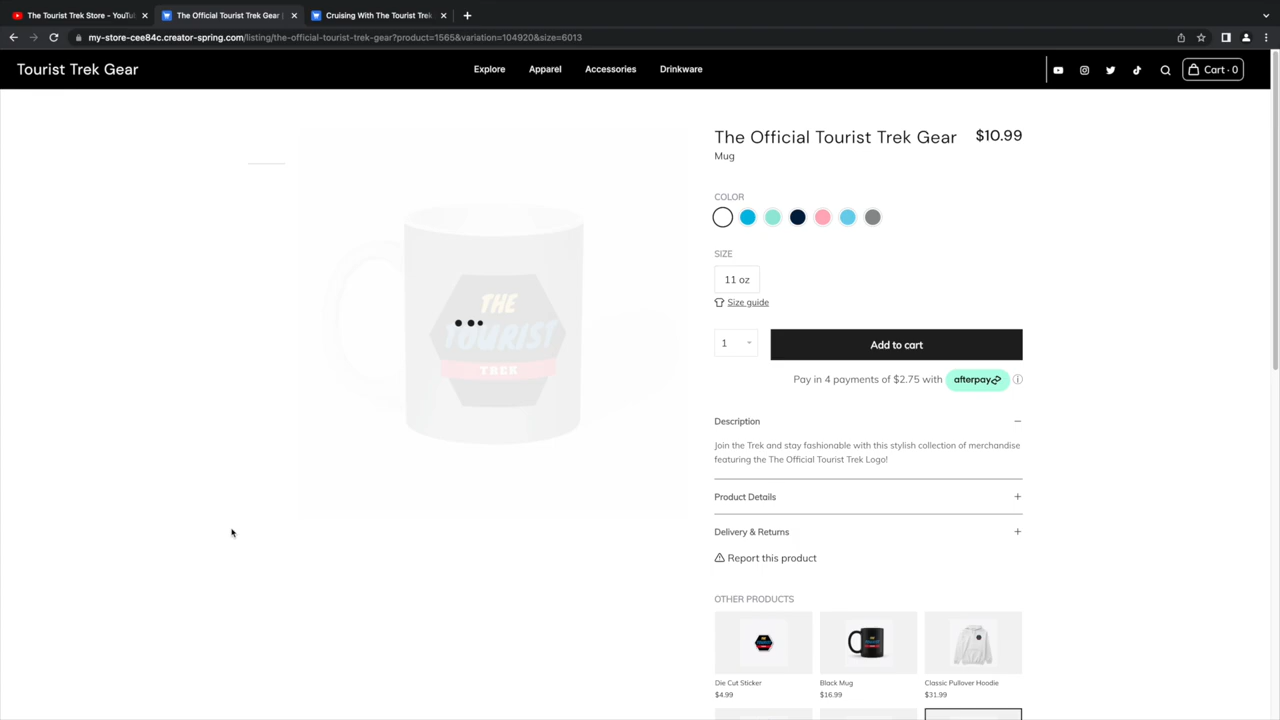 The Tourist Trek Store - YouTu
The Official Tourist Trek Gear |
Cruising With The Tourist Trek
my-store-cee84c.creator-spring.com/listing/the-official-tourist-trek-gear?product=1565&variation=104920&size=6013
Tourist Trek Gear
Explore
Apparel
Accessories
Drinkware
Cart · 0
The Official Tourist Trek Gear
$10.99
Mug
COLOR
SIZE
11 oz
Size guide
1
Add to cart
Pay in 4 payments of $2.75 with afterpay
THE
TOURIST
TREK
Description
Join the Trek and stay fashionable with this stylish collection of merchandise
featuring the The Official Tourist Trek Logo!
Product Details
Delivery & Returns
Report this product
OTHER PRODUCTS
Die Cut Sticker
$4.99
Black Mug
$16.99
Classic Pullover Hoodie
$31.99